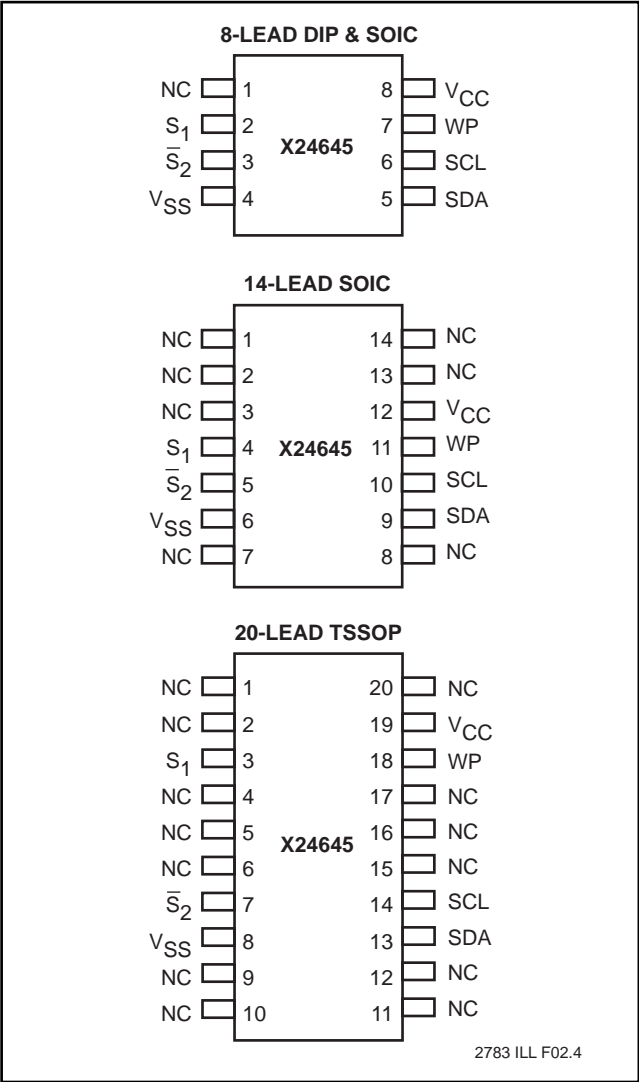 8-LEAD DIP & SOIC
NC 1 8 VCC
S1 2 7 WP
X24645
S̅2 3 6 SCL
VSS 4 5 SDA
14-LEAD SOIC
NC 1 14 NC
NC 2 13 NC
NC 3 12 VCC
S1 4 X24645 11 WP
S̅2 5 10 SCL
VSS 6 9 SDA
NC 7 8 NC
20-LEAD TSSOP
NC 1 20 NC
NC 2 19 VCC
S1 3 18 WP
NC 4 17 NC
NC 5 16 NC
X24645
NC 6 15 NC
S̅2 7 14 SCL
VSS 8 13 SDA
NC 9 12 NC
NC 10 11 NC
2783 ILL F02.4